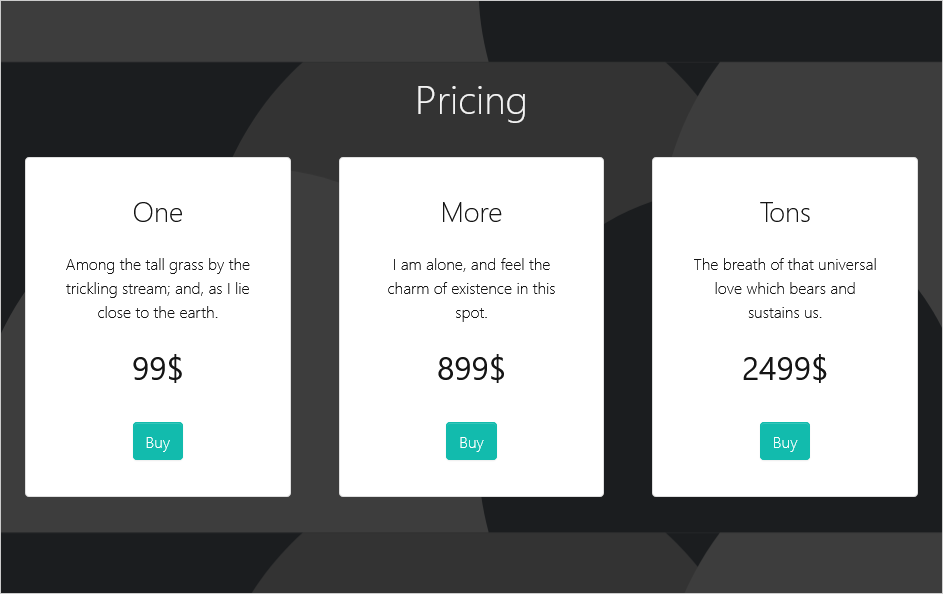 Pricing
One
Among the tall grass by the
trickling stream; and, as I lie
close to the earth.
99$
Buy
More
I am alone, and feel the
charm of existence in this
spot.
899$
Buy
Tons
The breath of that universal
love which bears and
sustains us.
2499$
Buy